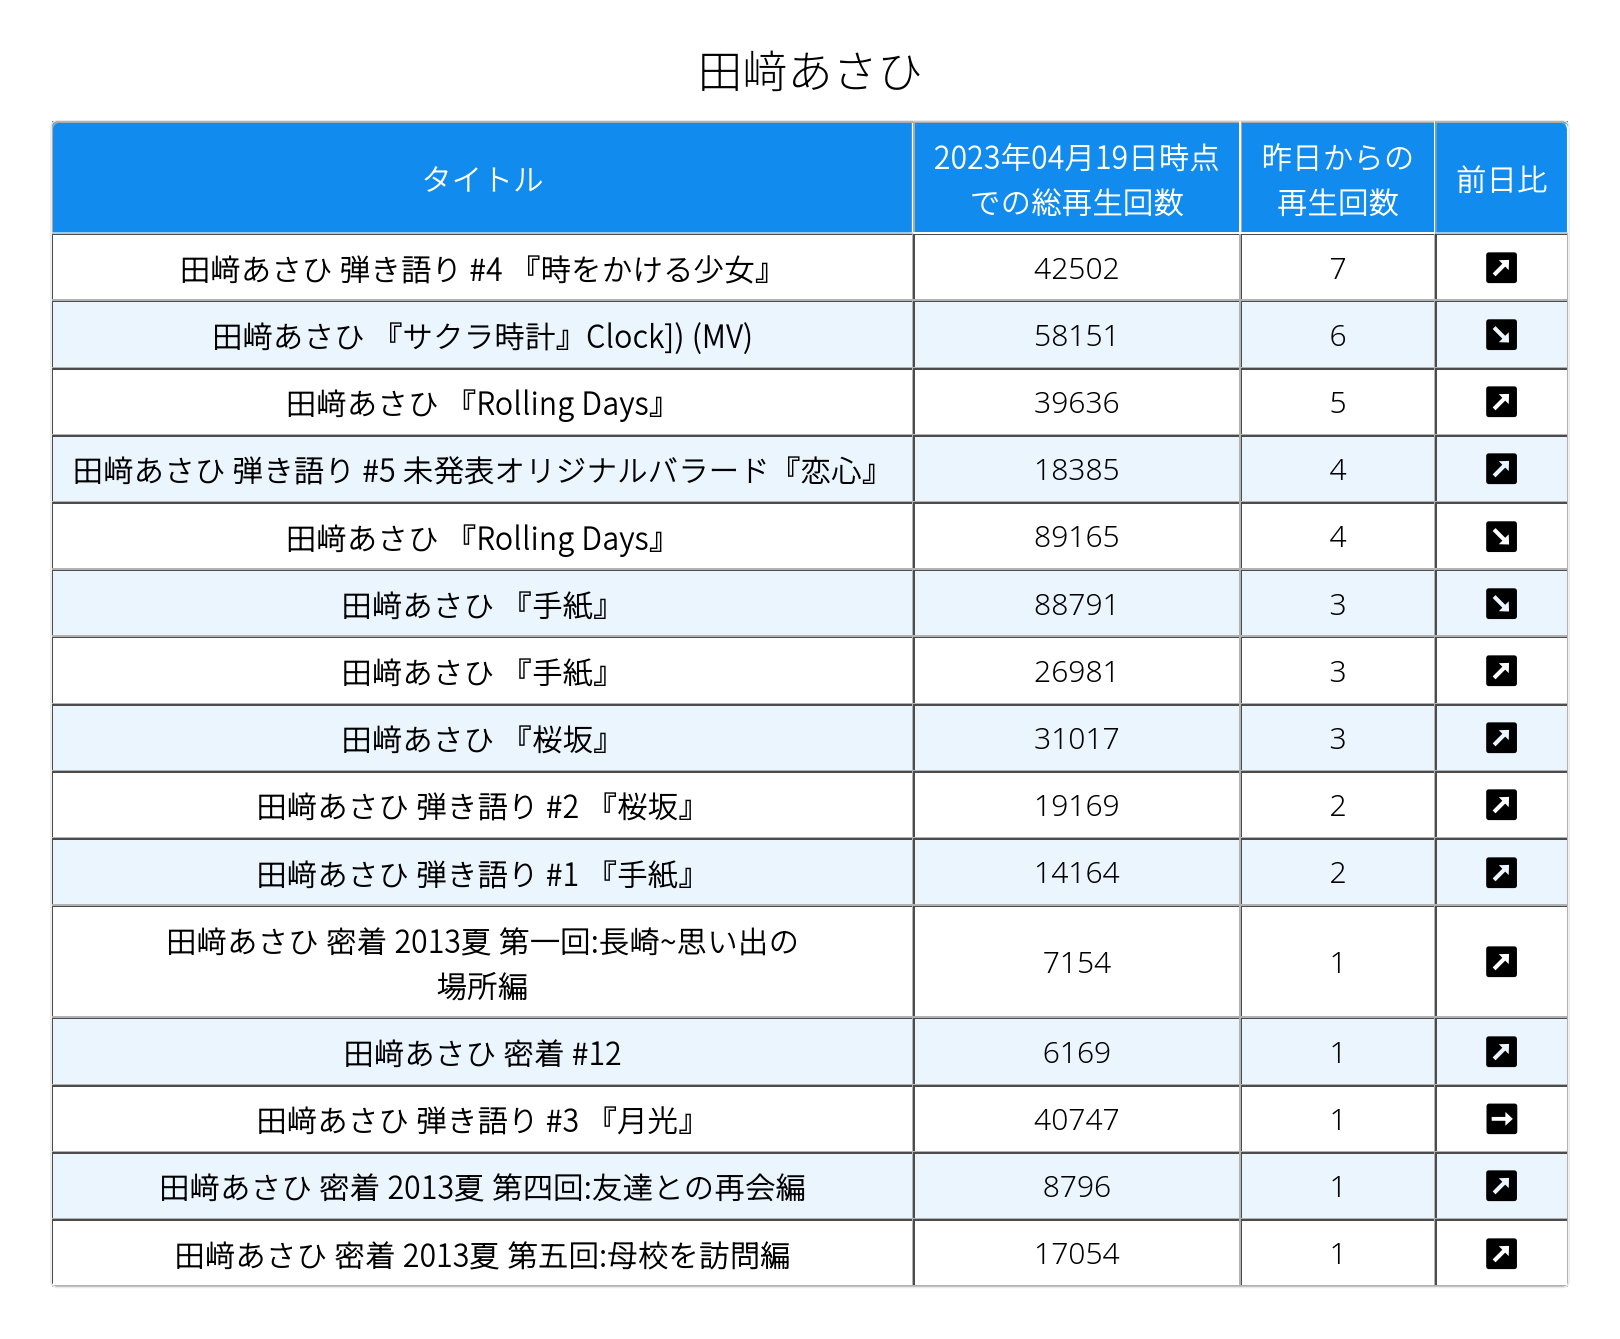 田﨑あさひ
タイトル
2023年04月19日時点
での総再生回数
昨日からの
再生回数
前日比
田﨑あさひ 弾き語り #4 『時をかける少女』 42502 7
田﨑あさひ 『サクラ時計』Clock]) (MV) 58151 6
田﨑あさひ 『Rolling Days』 39636 5
田﨑あさひ 弾き語り #5 未発表オリジナルバラード『恋心』 18385 4
田﨑あさひ 『Rolling Days』 89165 4
田﨑あさひ 『手紙』 88791 3
田﨑あさひ 『手紙』 26981 3
田﨑あさひ 『桜坂』 31017 3
田﨑あさひ 弾き語り #2 『桜坂』 19169 2
田﨑あさひ 弾き語り #1 『手紙』 14164 2
田﨑あさひ 密着 2013夏 第一回:長崎~思い出の
場所編 7154 1
田﨑あさひ 密着 #12 6169 1
田﨑あさひ 弾き語り #3 『月光』 40747 1
田﨑あさひ 密着 2013夏 第四回:友達との再会編 8796 1
田﨑あさひ 密着 2013夏 第五回:母校を訪問編 17054 1